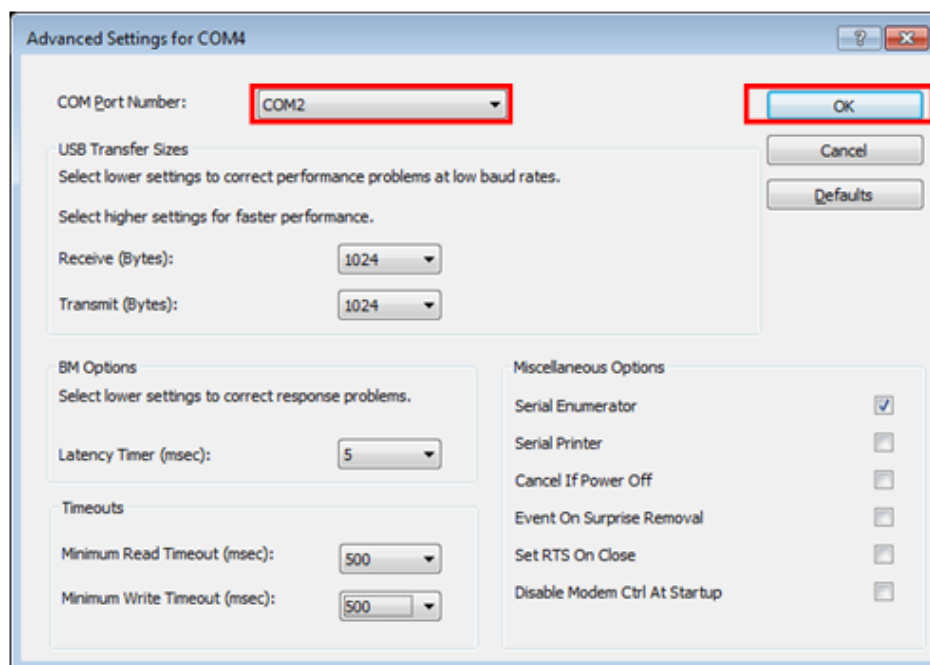 Advanced Settings for COM4
COM Port Number: COM2
OK
USB Transfer Sizes
Cancel
Select lower settings to correct performance problems at low baud rates.
Defaults
Select higher settings for faster performance.
Receive (Bytes): 1024
Transmit (Bytes): 1024
BM Options
Select lower settings to correct response problems.
Latency Timer (msec): 5
Timeouts
Minimum Read Timeout (msec): 500
Minimum Write Timeout (msec): 500
Miscellaneous Options
Serial Enumerator
Serial Printer
Cancel If Power Off
Event On Surprise Removal
Set RTS On Close
Disable Modem Ctrl At Startup